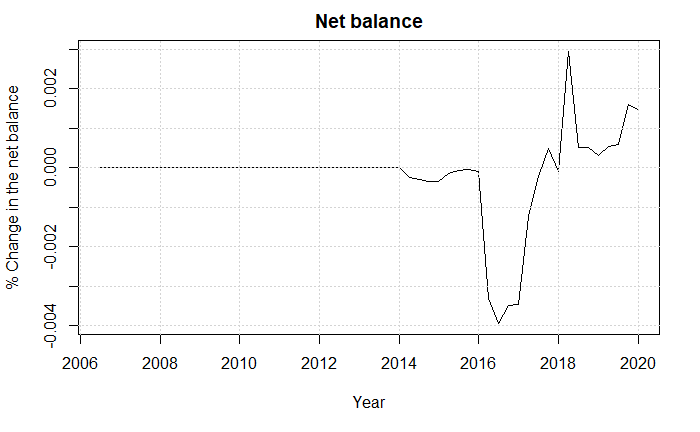 Net balance
% Change in the net balance
0.002
0.000
-0.002
-0.004
2006 2008 2010 2012 2014 2016 2018 2020
Year